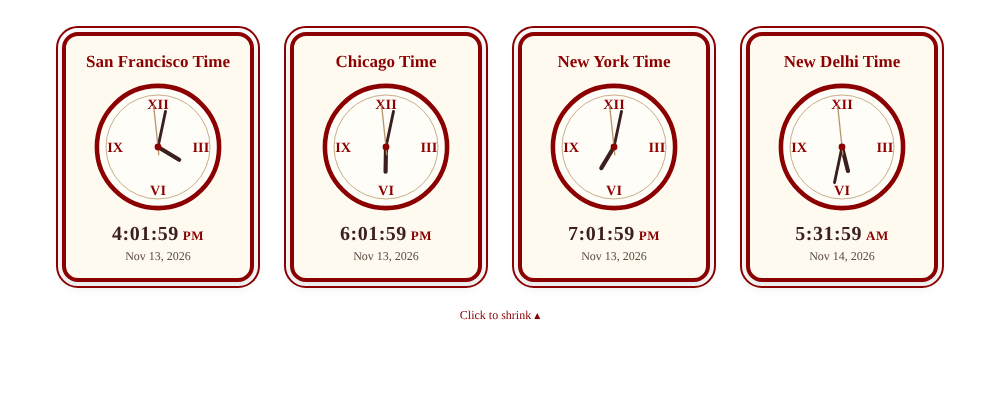 San Francisco Time
XII
IX III
VI
4:01:59 PM
Nov 13, 2026
Chicago Time
XII
IX III
VI
6:01:59 PM
Nov 13, 2026
New York Time
XII
IX III
VI
7:01:59 PM
Nov 13, 2026
New Delhi Time
XII
IX III
VI
5:31:59 AM
Nov 14, 2026
Click to shrink ▴